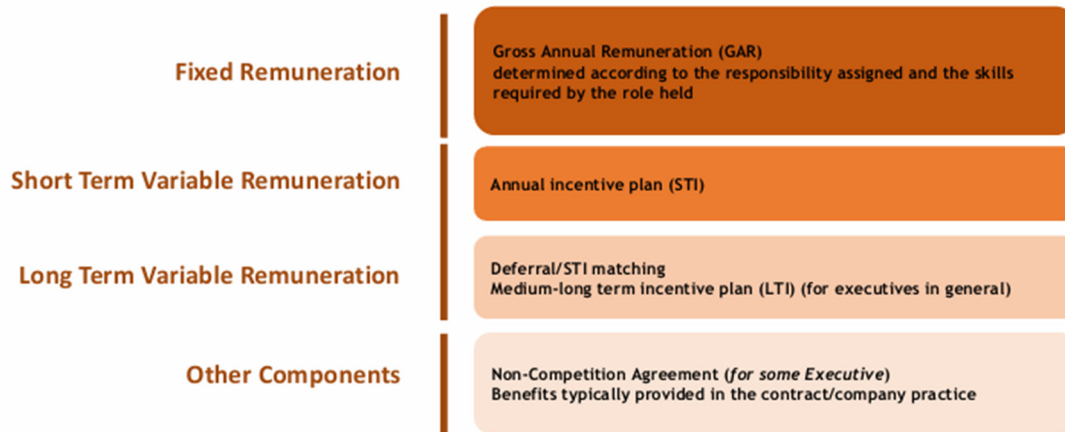 Fixed Remuneration
Gross Annual Remuneration (GAR)
determined according to the responsibility assigned and the skills
required by the role held
Short Term Variable Remuneration
Annual incentive plan (STI)
Long Term Variable Remuneration
Deferral/STI matching
Medium-long term incentive plan (LTI) (for executives in general)
Other Components
Non-Competition Agreement (for some Executive)
Benefits typically provided in the contract/company practice